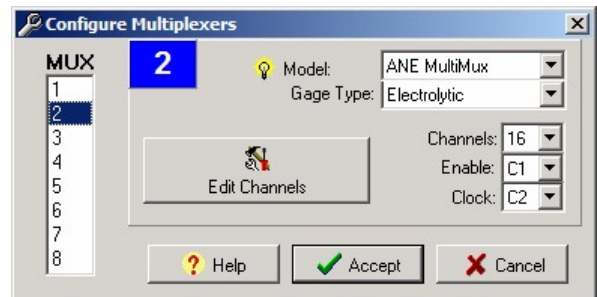 Configure Multiplexers
MUX
1
2
3
4
5
6
7
8
2
Model: ANE MultiMux
Gage Type: Electrolytic
Channels: 16
Enable: C1
Clock: C2
Edit Channels
Help
Accept
Cancel